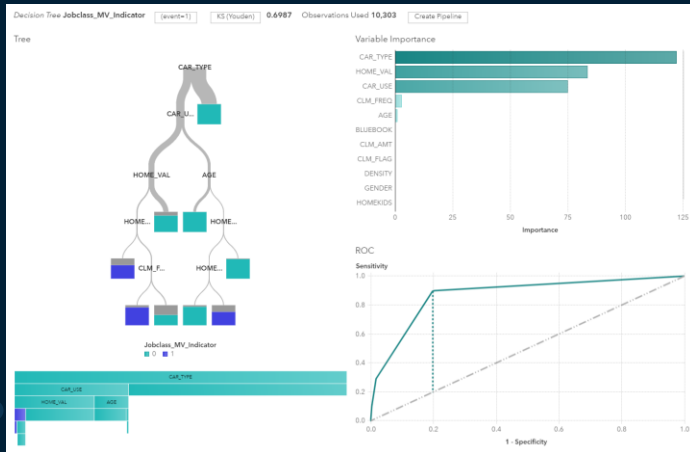 Decision Tree Jobclass_MV_Indicator (event=1) KS (Youden) 0.6987 Observations Used 10,303 Create Pipeline
Tree
CAR_TYPE
CAR_U...
HOME_VAL AGE
HOME... HOME...
CLM_F... HOME...
Jobclass_MV_Indicator
0 1
CAR_TYPE
CAR_USE
HOME_VAL AGE
Variable Importance
CAR_TYPE
HOME_VAL
CAR_USE
CLM_FREQ
AGE
BLUEBOOK
CLM_AMT
CLM_FLAG
DENSITY
GENDER
HOMEKIDS
0 25 50 75 100 125
Importance
ROC
Sensitivity
1.0
0.8
0.6
0.4
0.2
0.0
0.0 0.2 0.4 0.6 0.8 1.0
1 - Specificity